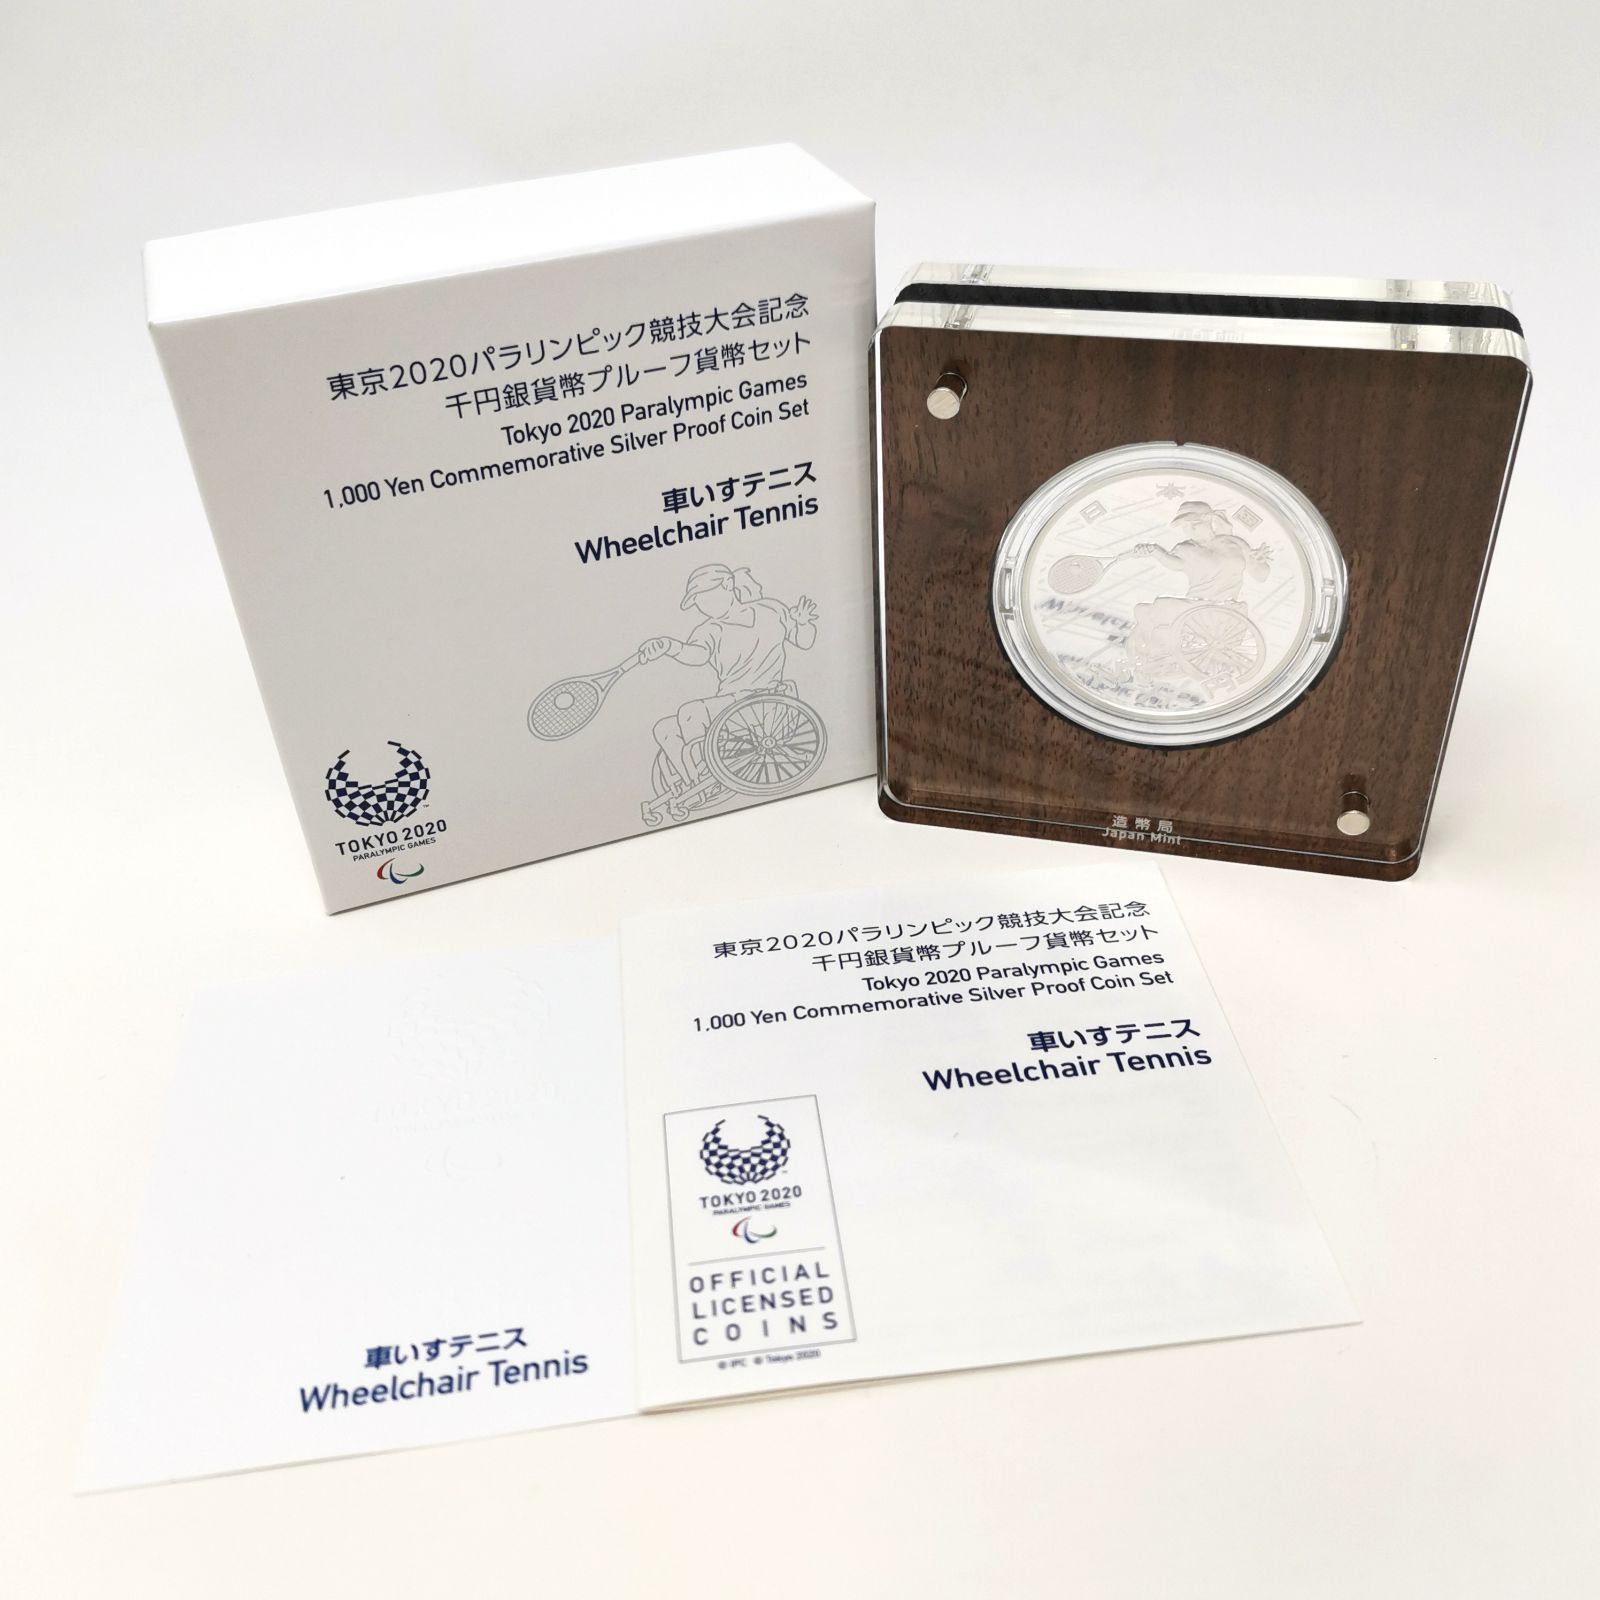 東京2020パラリンピック競技大会記念
千円銀貨幣プルーフ貨幣セット
Tokyo 2020 Paralympic Games
1,000 Yen Commemorative Silver Proof Coin Set
車いすテニス
Wheelchair Tennis
TOKYO 2020
PARALYMPIC GAMES
日本国
造幣局
Japan Mint
東京2020パラリンピック競技大会記念
千円銀貨幣プルーフ貨幣セット
Tokyo 2020 Paralympic Games
1,000 Yen Commemorative Silver Proof Coin Set
車いすテニス
Wheelchair Tennis
TOKYO 2020
PARALYMPIC GAMES
OFFICIAL
LICENSED
COINS
© IPC © Tokyo 2020
車いすテニス
Wheelchair Tennis